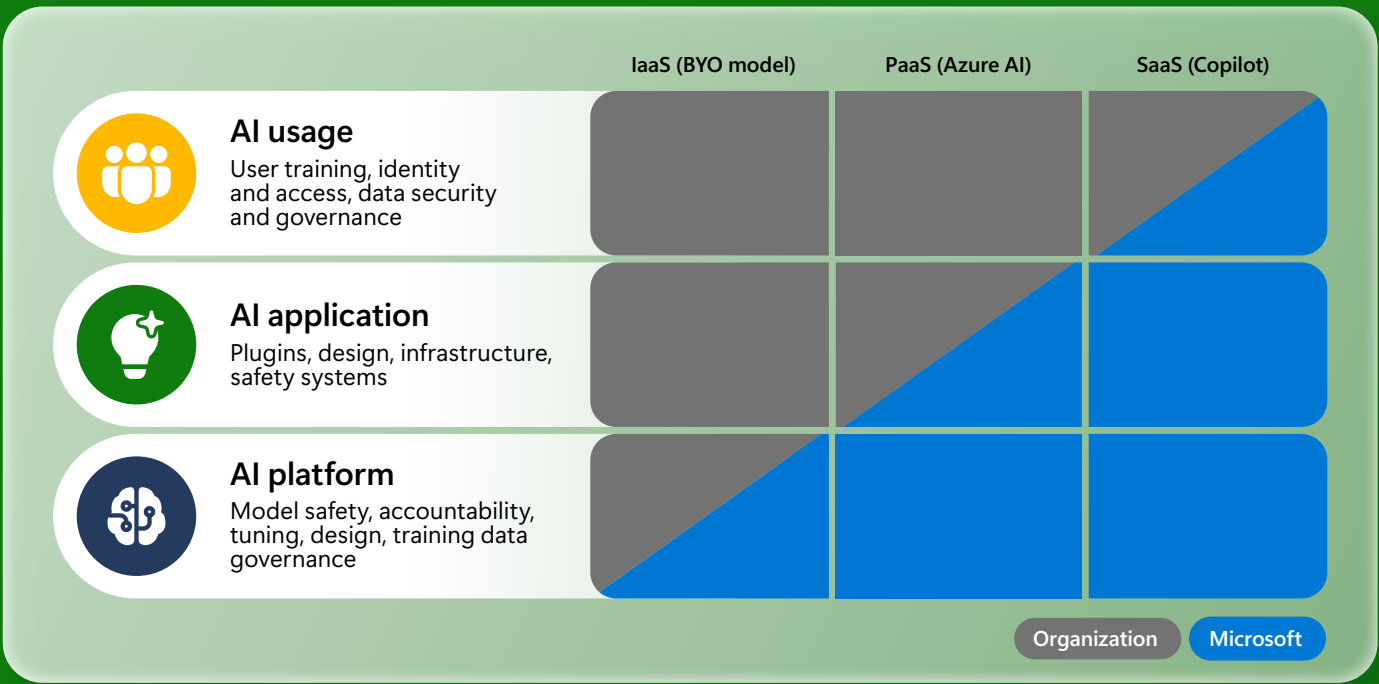 IaaS (BYO model)
PaaS (Azure AI)
SaaS (Copilot)
AI usage
User training, identity
and access, data security
and governance
AI application
Plugins, design, infrastructure,
safety systems
AI platform
Model safety, accountability,
tuning, design, training data
governance
Organization
Microsoft